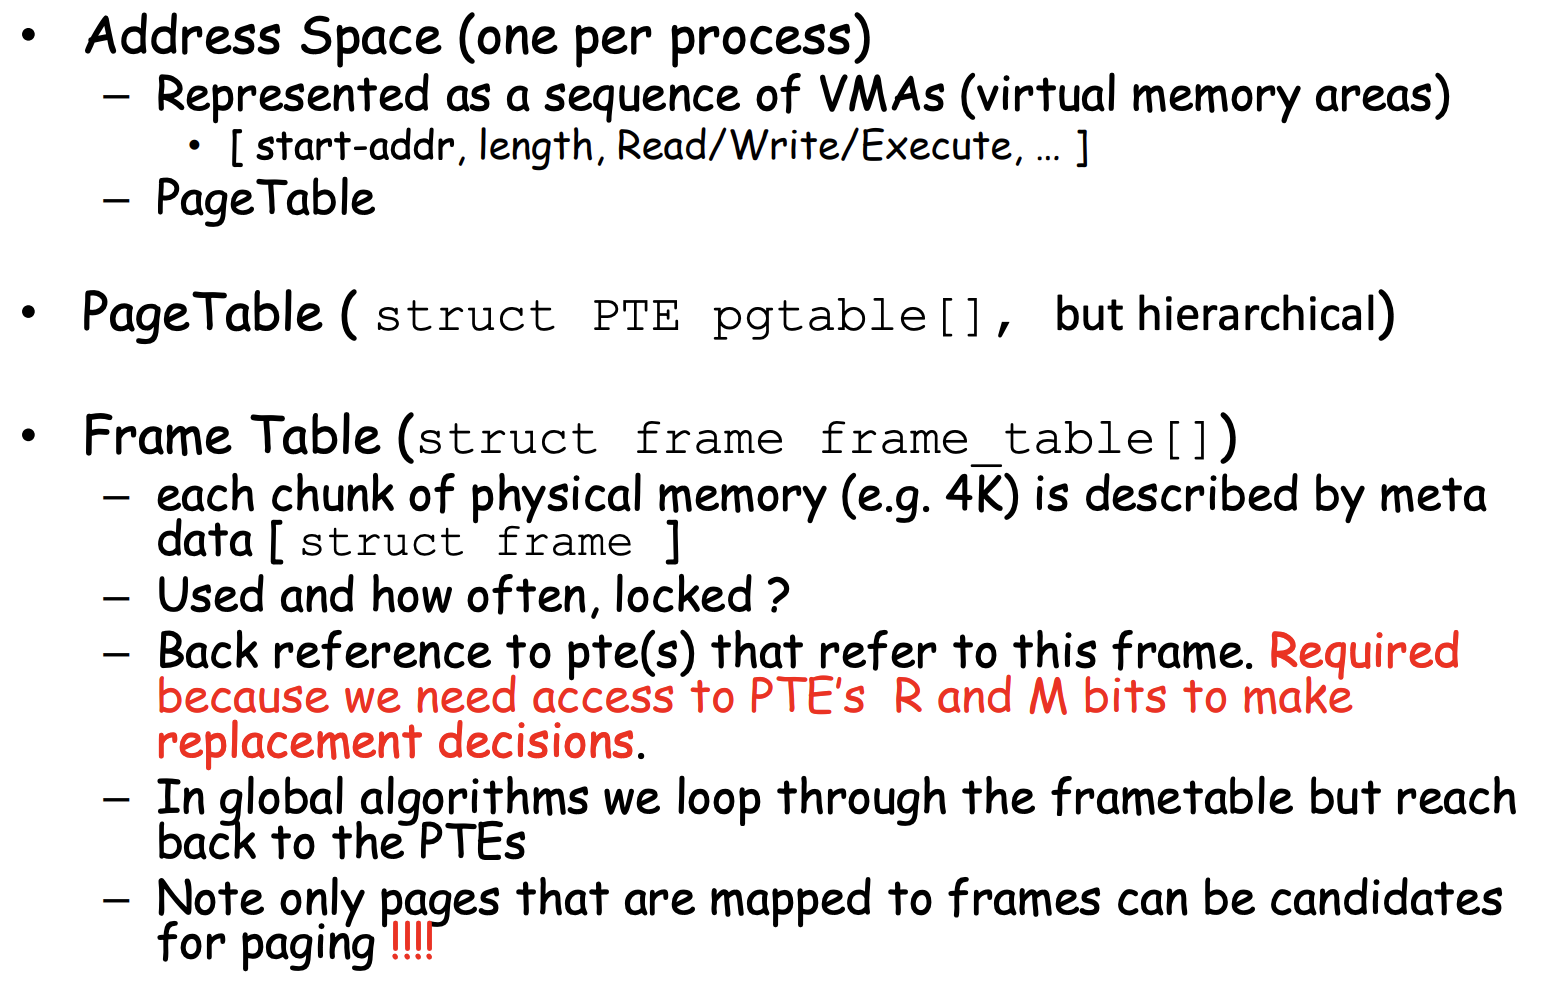 • Address Space (one per process)
– Represented as a sequence of VMAs (virtual memory areas)
• [ start-addr, length, Read/Write/Execute, … ]
– PageTable
• PageTable ( struct PTE pgtable[], but hierarchical)
• Frame Table (struct frame frame_table[])
– each chunk of physical memory (e.g. 4K) is described by meta
data [ struct frame ]
– Used and how often, locked ?
– Back reference to pte(s) that refer to this frame. Required
because we need access to PTE’s R and M bits to make
replacement decisions.
– In global algorithms we loop through the frametable but reach
back to the PTEs
– Note only pages that are mapped to frames can be candidates
for paging !!!!